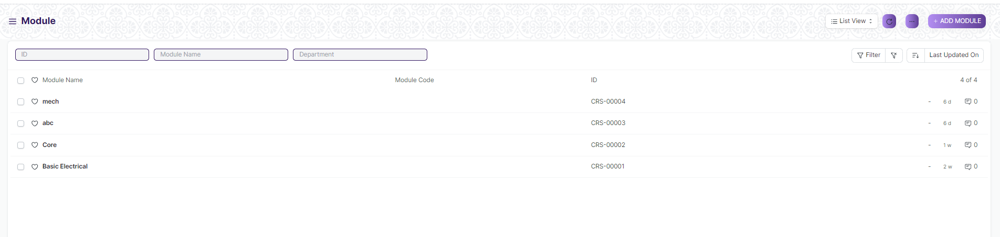 Module
List View
...
+ ADD MODULE
ID
Module Name
Department
Filter
Last Updated On
Module Name Module Code ID 4 of 4
mech CRS-00004 - 6 d 0
abc CRS-00003 - 6 d 0
Core CRS-00002 - 1 w 0
Basic Electrical CRS-00001 - 2 w 0